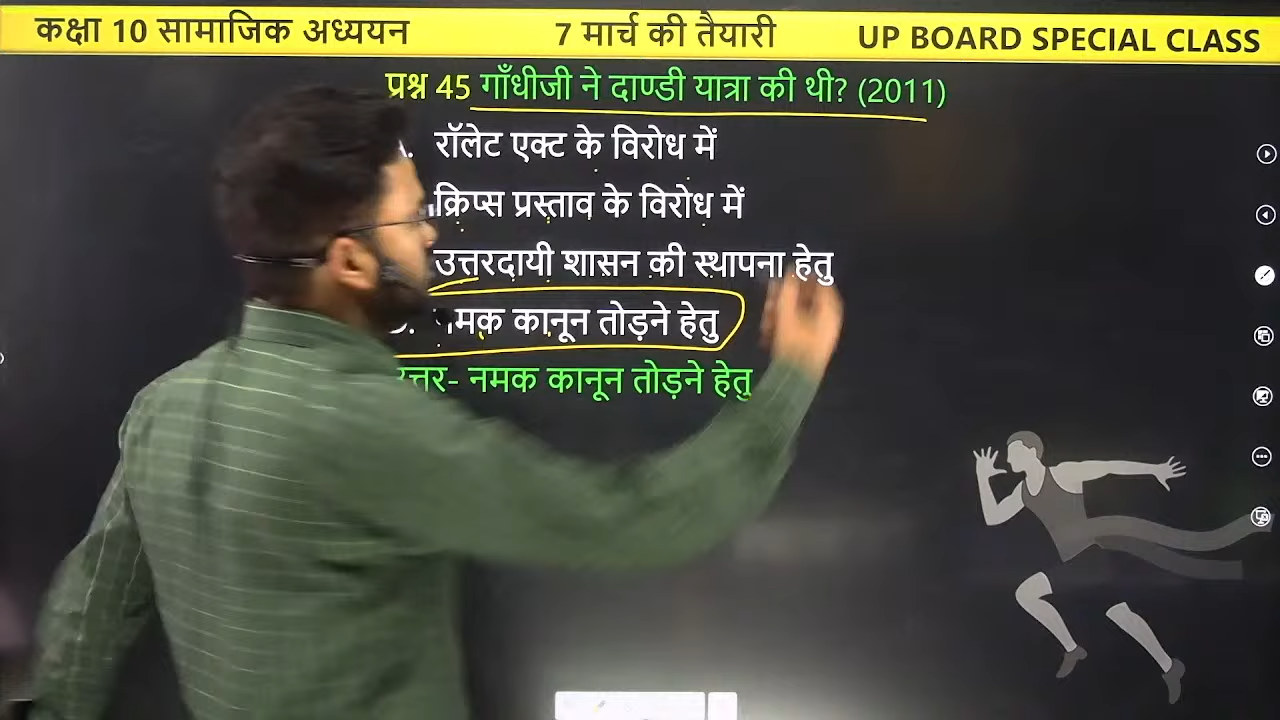 कक्षा 10 सामाजिक अध्ययन 7 मार्च की तैयारी UP BOARD SPECIAL CLASS
प्रश्न 45 गाँधीजी ने दाण्डी यात्रा की थी? (2011)
रॉलेट एक्ट के विरोध में
क्रिप्स प्रस्ताव के विरोध में
उत्तरदायी शासन की स्थापना हेतु
कानून तोड़ने हेतु
नमक कानून तोड़ने हेतु